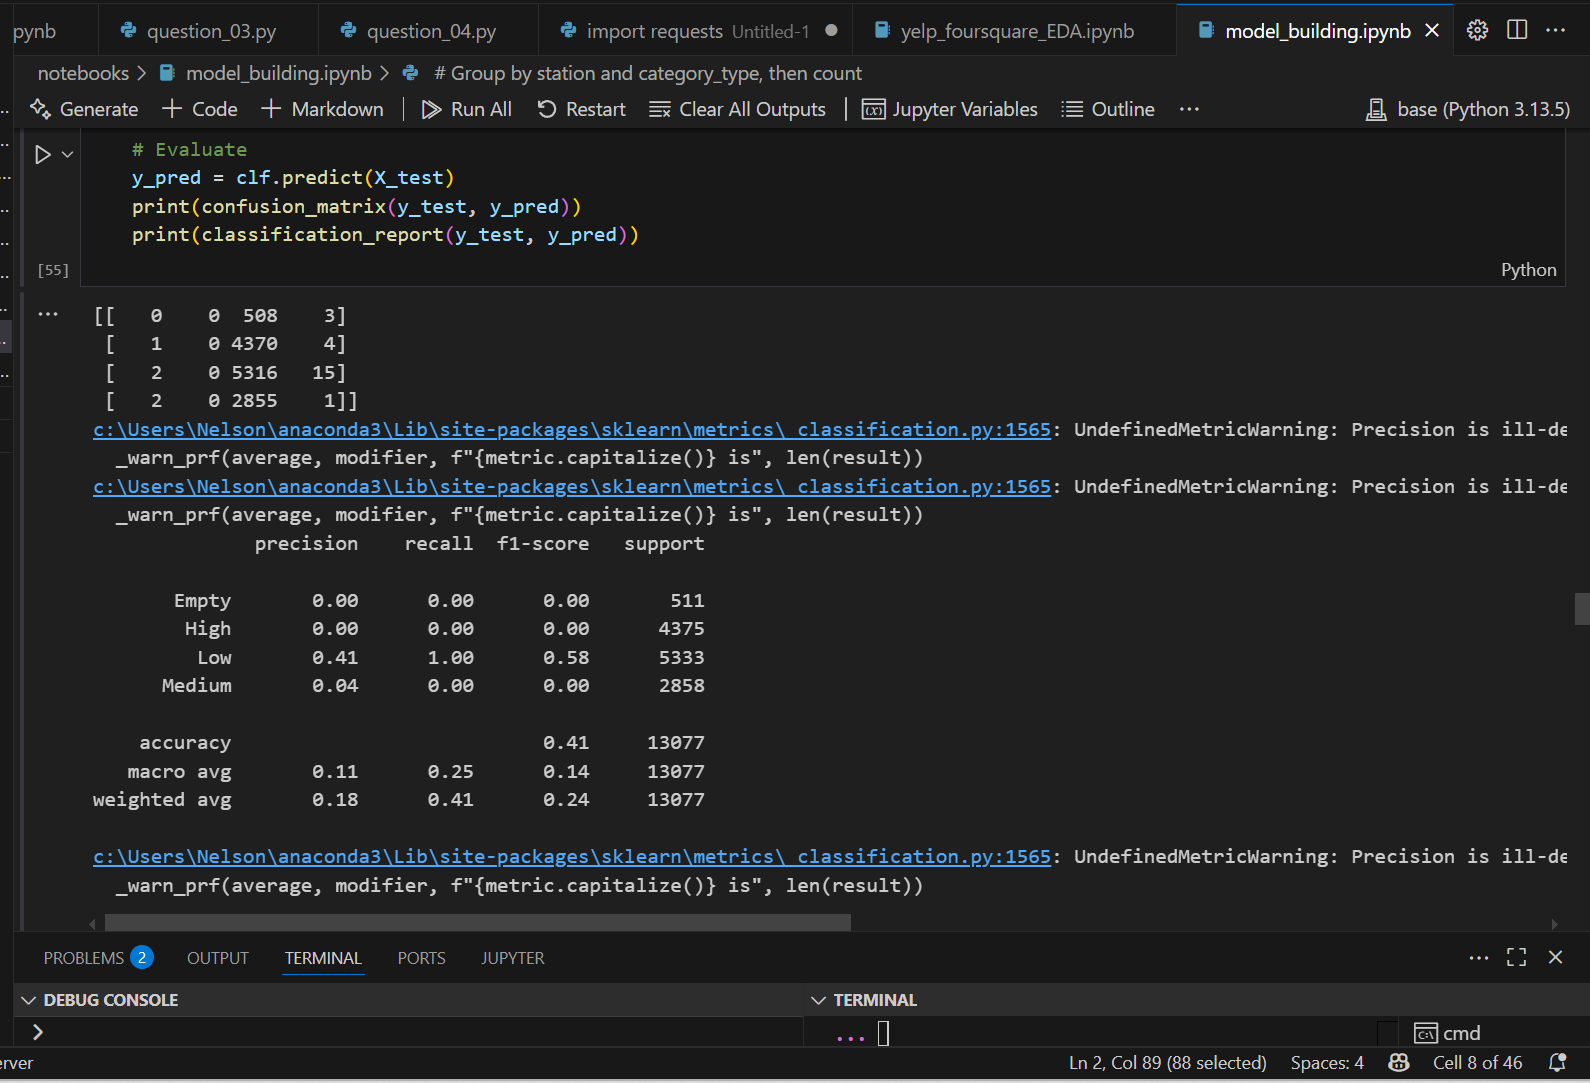 pynb
question_03.py
question_04.py
import requests Untitled-1
yelp_foursquare_EDA.ipynb
model_building.ipynb
notebooks > model_building.ipynb > # Group by station and category_type, then count
Generate + Code + Markdown | Run All Restart Clear All Outputs | Jupyter Variables Outline ... base (Python 3.13.5)
# Evaluate
y_pred = clf.predict(X_test)
print(confusion_matrix(y_test, y_pred))
print(classification_report(y_test, y_pred))
[55]
Python
[[   0    0  508    3]
[   1    0 4370    4]
[   2    0 5316   15]
[   2    0 2855    1]]
c:\Users\Nelson\anaconda3\Lib\site-packages\sklearn\metrics\_classification.py:1565: UndefinedMetricWarning: Precision is ill-de
_warn_prf(average, modifier, f"{metric.capitalize()} is", len(result))
c:\Users\Nelson\anaconda3\Lib\site-packages\sklearn\metrics\_classification.py:1565: UndefinedMetricWarning: Precision is ill-de
_warn_prf(average, modifier, f"{metric.capitalize()} is", len(result))
precision recall f1-score support
Empty 0.00 0.00 0.00 511
High 0.00 0.00 0.00 4375
Low 0.41 1.00 0.58 5333
Medium 0.04 0.00 0.00 2858
accuracy 0.41 13077
macro avg 0.11 0.25 0.14 13077
weighted avg 0.18 0.41 0.24 13077
c:\Users\Nelson\anaconda3\Lib\site-packages\sklearn\metrics\_classification.py:1565: UndefinedMetricWarning: Precision is ill-de
_warn_prf(average, modifier, f"{metric.capitalize()} is", len(result))
PROBLEMS 2 OUTPUT TERMINAL PORTS JUPYTER
DEBUG CONSOLE
TERMINAL
>
...
cmd
erver
Ln 2, Col 89 (88 selected) Spaces: 4 Cell 8 of 46